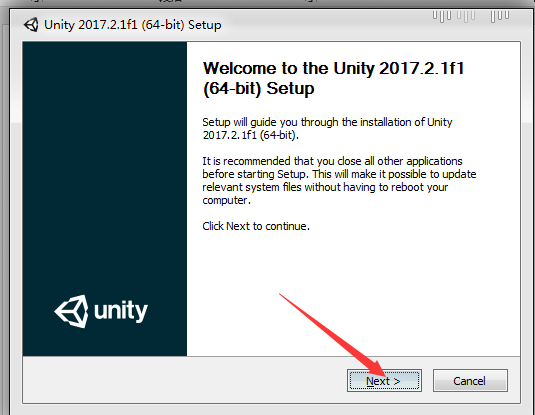 Unity 2017.2.1f1 (64-bit) Setup
Welcome to the Unity 2017.2.1f1
(64-bit) Setup
Setup will guide you through the installation of Unity
2017.2.1f1 (64-bit).
It is recommended that you close all other applications
before starting Setup. This will make it possible to update
relevant system files without having to reboot your
computer.
Click Next to continue.
unity
Next >
Cancel